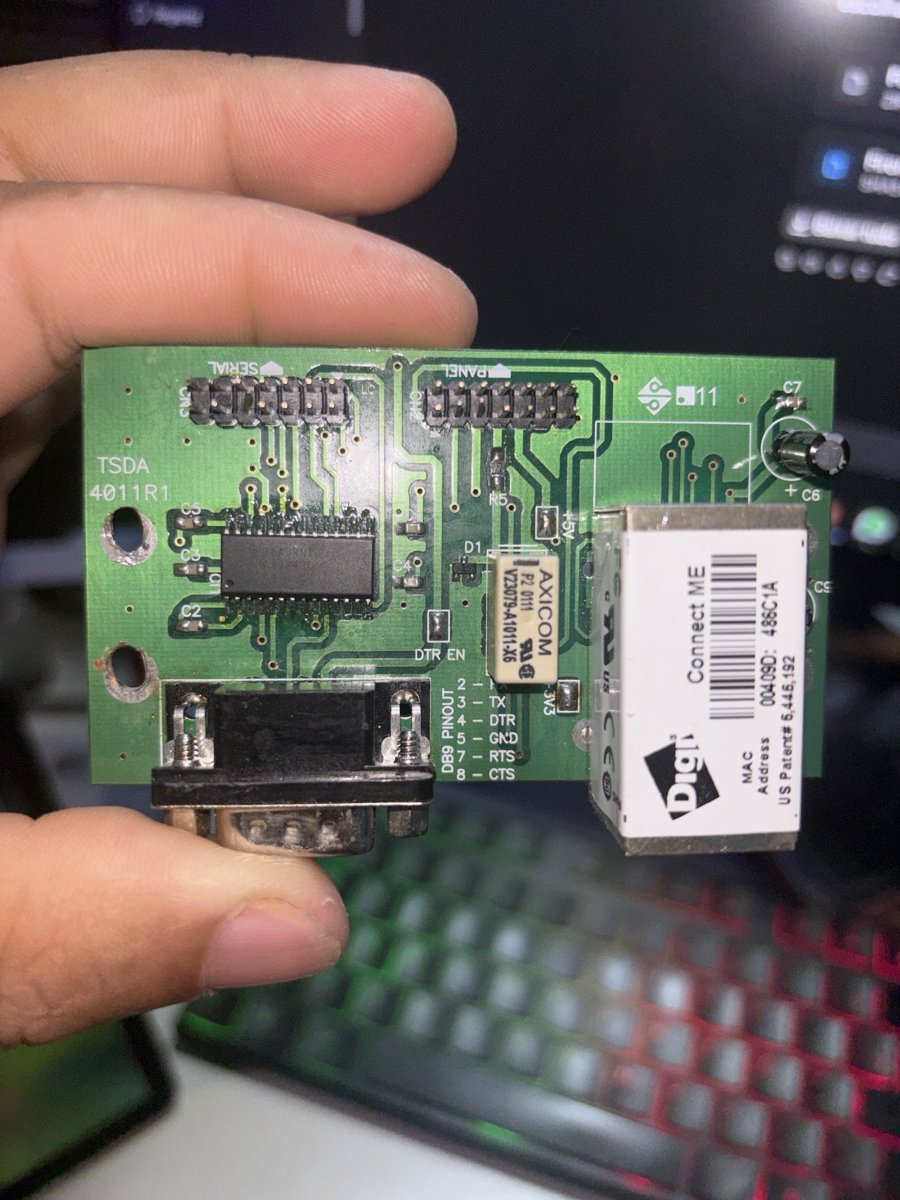 SERIAL
PANEL
11
C7
TSDA
4011R1
R5
+5V
+
C6
D1
C2
AXICOM
P2 0111
V23079-A1011-X6
DTR EN
3V3
DB9 PINOUT
2 -
3 - TX
4 - DTR
5 - GND
7 - RTS
8 - CTS
Connect ME
Digi
MAC
Address 00409D: 486C1A
US Patent# 6,446,192